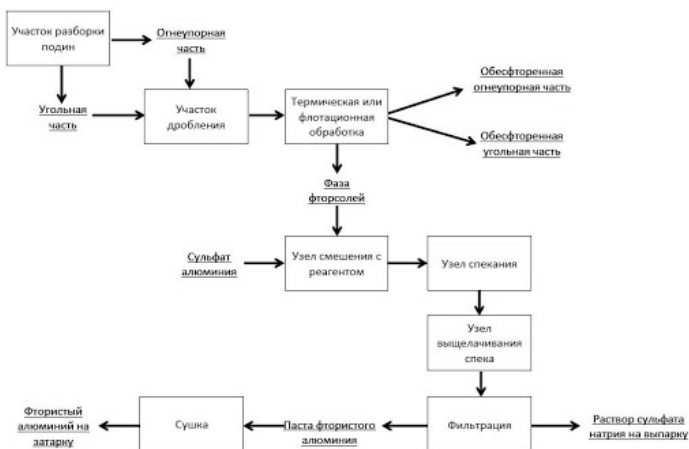 Участок разборки
подин
Огнеупорная
часть
Угольная
часть
Участок
дробления
Термическая или
флотационная
обработка
Обесфторенная
огнеупорная часть
Обесфторенная
угольная часть
Фаза
фторсолей
Сульфат
алюминия
Узел смешения с
реагентом
Узел спекания
Узел
выщелачивания
спека
Фтористый
алюминий на
затарку
Сушка
Паста фтористого
алюминия
Фильтрация
Раствор сульфата
натрия на выпарку